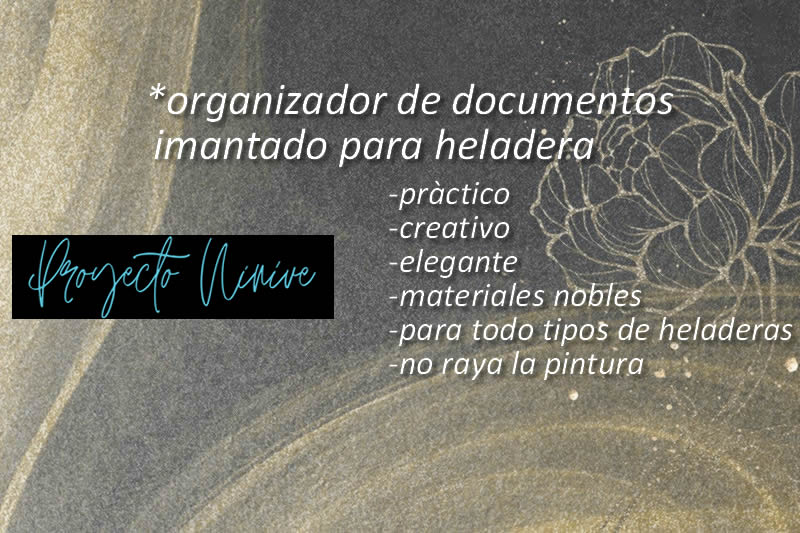 *organizador de documentos
imantado para heladera
-pràctico
-creativo
-elegante
-materiales nobles
-para todo tipos de heladeras
-no raya la pintura
Proyecto Ninive